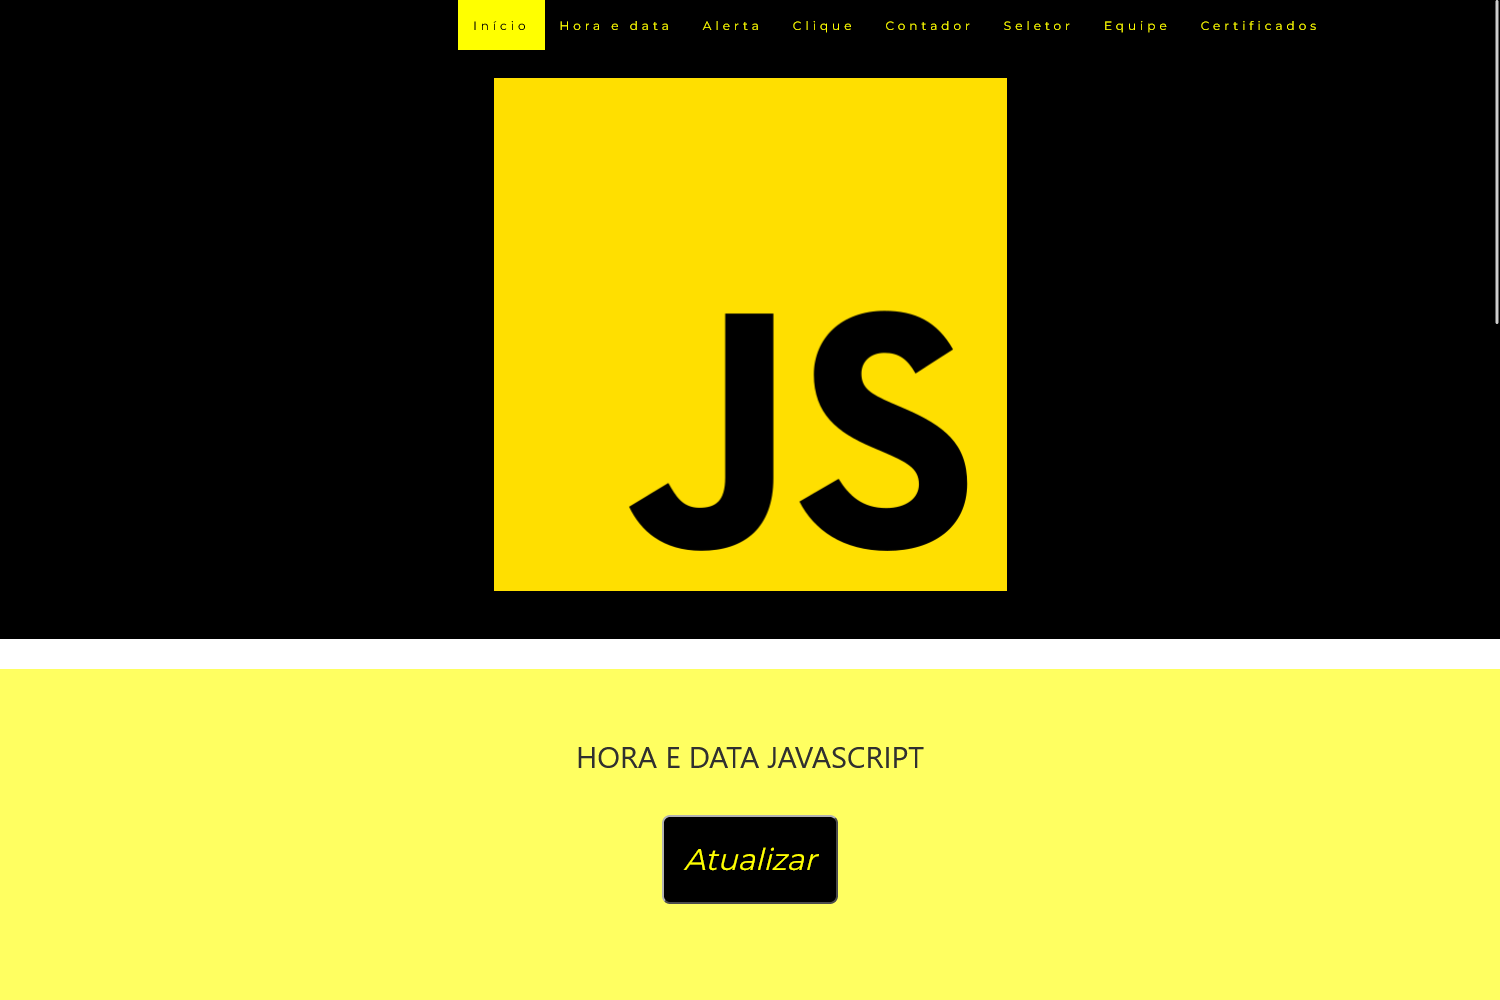 Início Hora e data Alerta Clique Contador Seletor Equipe Certificados
JS
HORA E DATA JAVASCRIPT
Atualizar